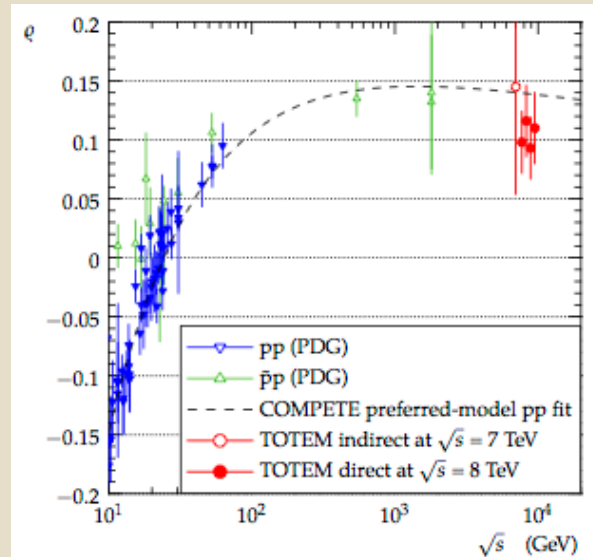 ϱ
0.2
0.15
0.1
0.05
0
−0.05
−0.1
−0.15
−0.2
pp (PDG)
p̄p (PDG)
COMPETE preferred-model pp fit
TOTEM indirect at √s = 7 TeV
TOTEM direct at √s = 8 TeV
10¹ 10² 10³ 10⁴
√s (GeV)